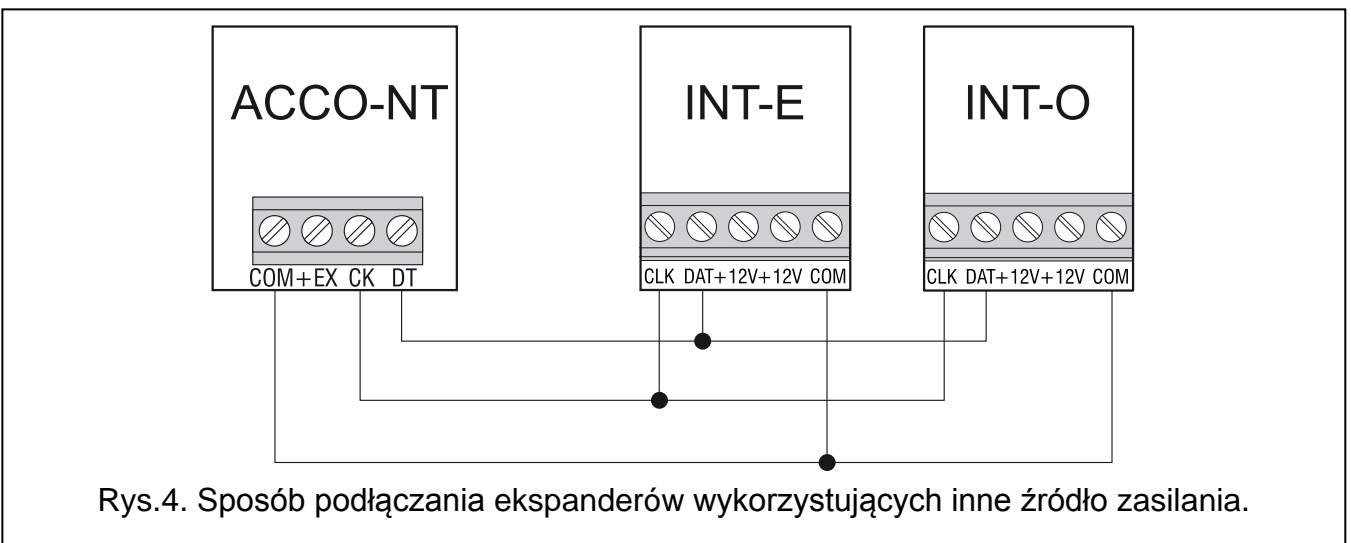 ACCO-NT INT-E INT-O
COM +EX CK DT
CLK DAT +12V +12V COM
CLK DAT +12V +12V COM
Rys.4. Sposób podłączania ekspanderów wykorzystujących inne źródło zasilania.